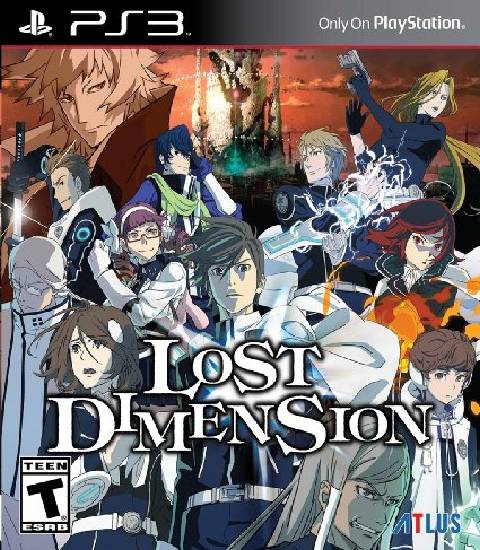 PS3
Only On PlayStation®
LOST
DIMENSION
TEEN
T
ESRB
ATLUS